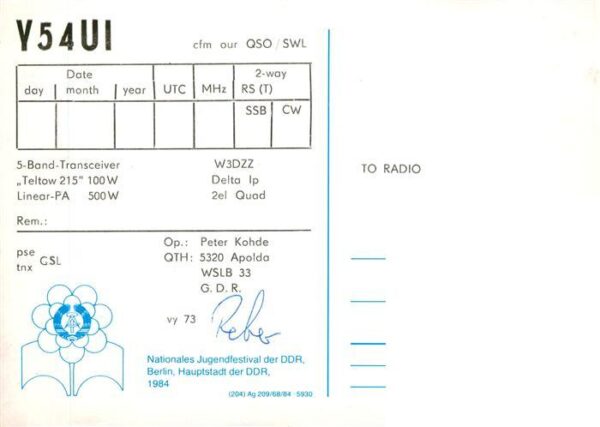 Y54UI cfm our QSO/SWL
Date 2-way
day month year UTC MHz RS (T)
SSB CW
5-Band-Transceiver W3DZZ
„Teltow 215" 100 W Delta lp
Linear-PA 500 W 2el Quad
Rem.:
pse
tnx GSL
Op.: Peter Kohde
QTH: 5320 Apolda
WSLB 33
G. D. R.
vy 73
Nationales Jugendfestival der DDR,
Berlin, Hauptstadt der DDR,
1984
(204) Ag 209/68/84 · 5930
TO RADIO